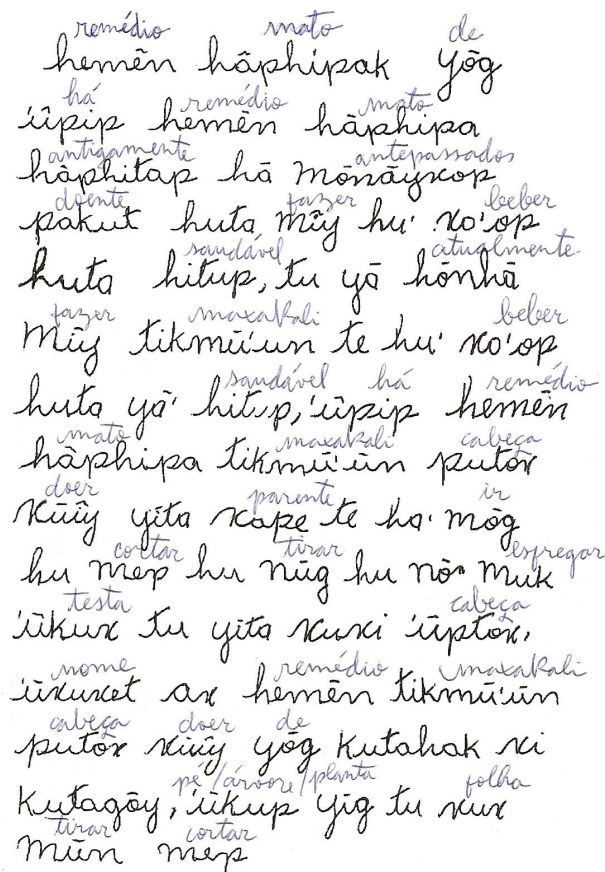 remédio mato de
hemẽn hãphipak yõg
há remédio mato
'ũpip hemẽn hãphipa
antigamente antepassados
hãphitap hã mõnãyxop
doente fazer beber
pakut huta, mĩy hu' xo'op
saudável atualmente
huta hitup, tu yã hõnhã
fazer maxakali beber
mĩy tikmũ'un te hu' xo'op
saudável há remédio
huta yã' hitup, 'ũpip hemẽn
mato maxakali cabeça
hãphipa tikmũ'ũn putox
doer parente ir
xũĩy yĩta xape te ha' mõg
cortar tirar esfregar
hu mep hu nũg hu nõ" muk
testa cabeça
'ũkux tu yĩta xuxi 'ũptox,
nome remédio maxakali
'ũxuxet ax hemẽn tikmũ'ũn
cabeça doer de
putox xũĩy yõg kutahak xi
pé/árvore/planta folha
kutagõy, 'ũkup yĩg tu xux
tirar cortar
mũn mep